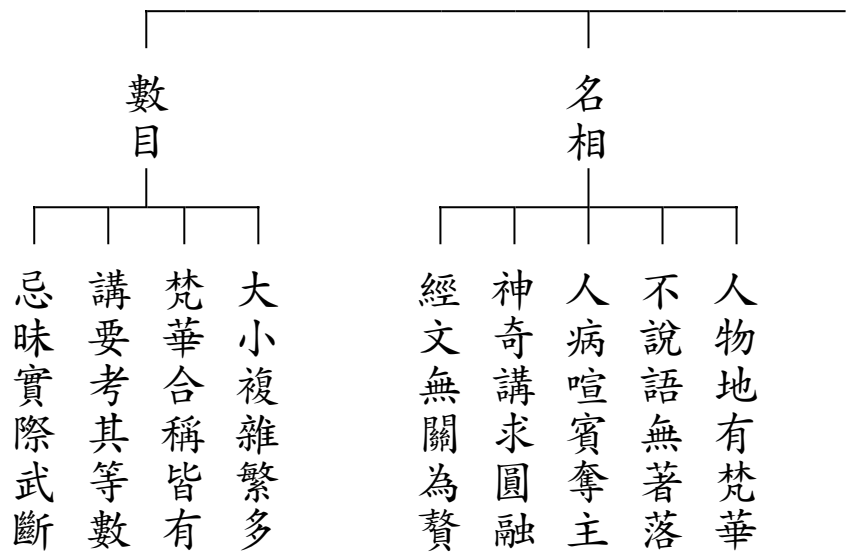 名相
人物地有梵華
不說語無著落
人病喧賓奪主
神奇講求圓融
經文無關為贅
數目
大小複雜繁多
梵華合稱皆有
講要考其等數
忌昧實際武斷